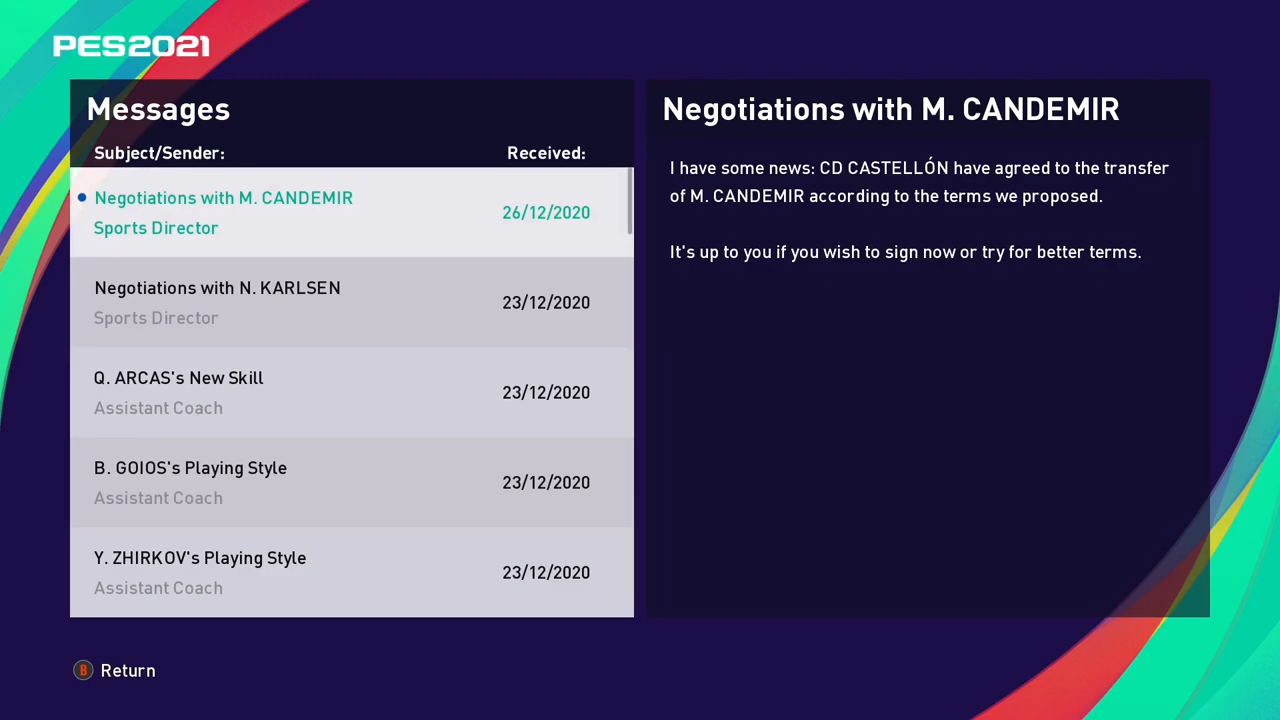 PES2021
Messages
Subject/Sender:
Received:
Negotiations with M. CANDEMIR
Sports Director
26/12/2020
Negotiations with N. KARLSEN
Sports Director
23/12/2020
Q. ARCAS's New Skill
Assistant Coach
23/12/2020
B. GOIOS's Playing Style
Assistant Coach
23/12/2020
Y. ZHIRKOV's Playing Style
Assistant Coach
23/12/2020
Negotiations with M. CANDEMIR
I have some news: CD CASTELLÓN have agreed to the transfer
of M. CANDEMIR according to the terms we proposed.
It's up to you if you wish to sign now or try for better terms.
B Return